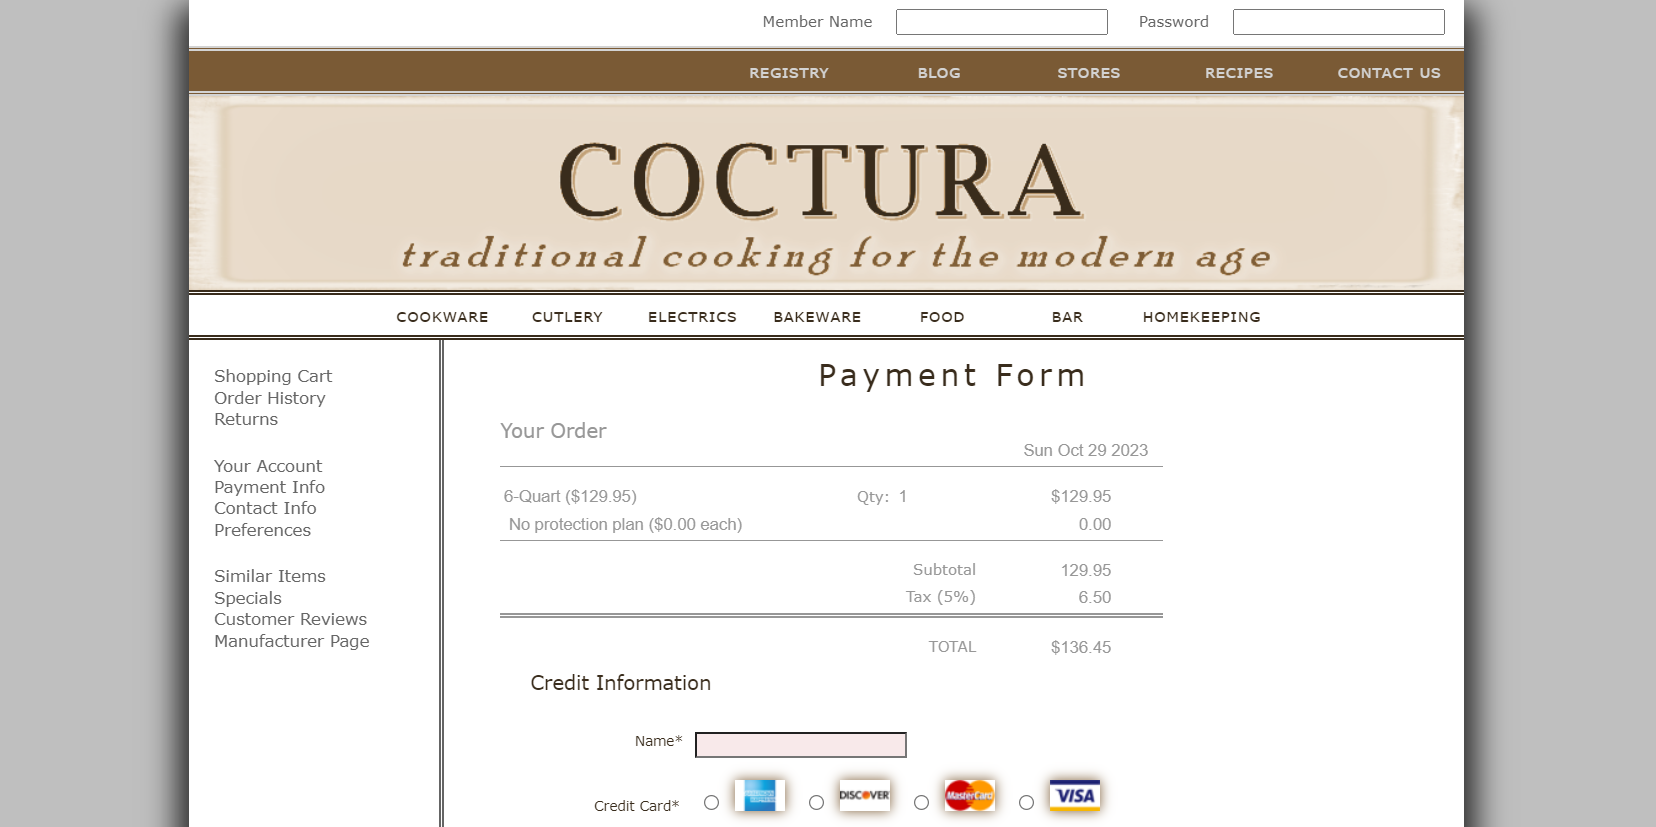 Member Name Password
REGISTRY BLOG STORES RECIPES CONTACT US
COCTURA
traditional cooking for the modern age
COOKWARE CUTLERY ELECTRICS BAKEWARE FOOD BAR HOMEKEEPING
Shopping Cart
Order History
Returns
Your Account
Payment Info
Contact Info
Preferences
Similar Items
Specials
Customer Reviews
Manufacturer Page
Payment Form
Your Order
Sun Oct 29 2023
6-Quart ($129.95) Qty: 1 $129.95
No protection plan ($0.00 each) 0.00
Subtotal 129.95
Tax (5%) 6.50
TOTAL $136.45
Credit Information
Name*
Credit Card* AMERICAN EXPRESS DISCOVER MasterCard VISA